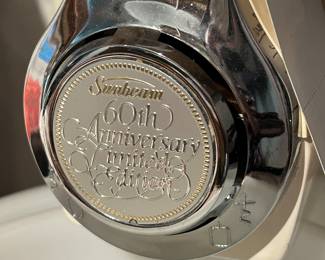 Sunbeam
60th
Anniversary
Limited
Edition